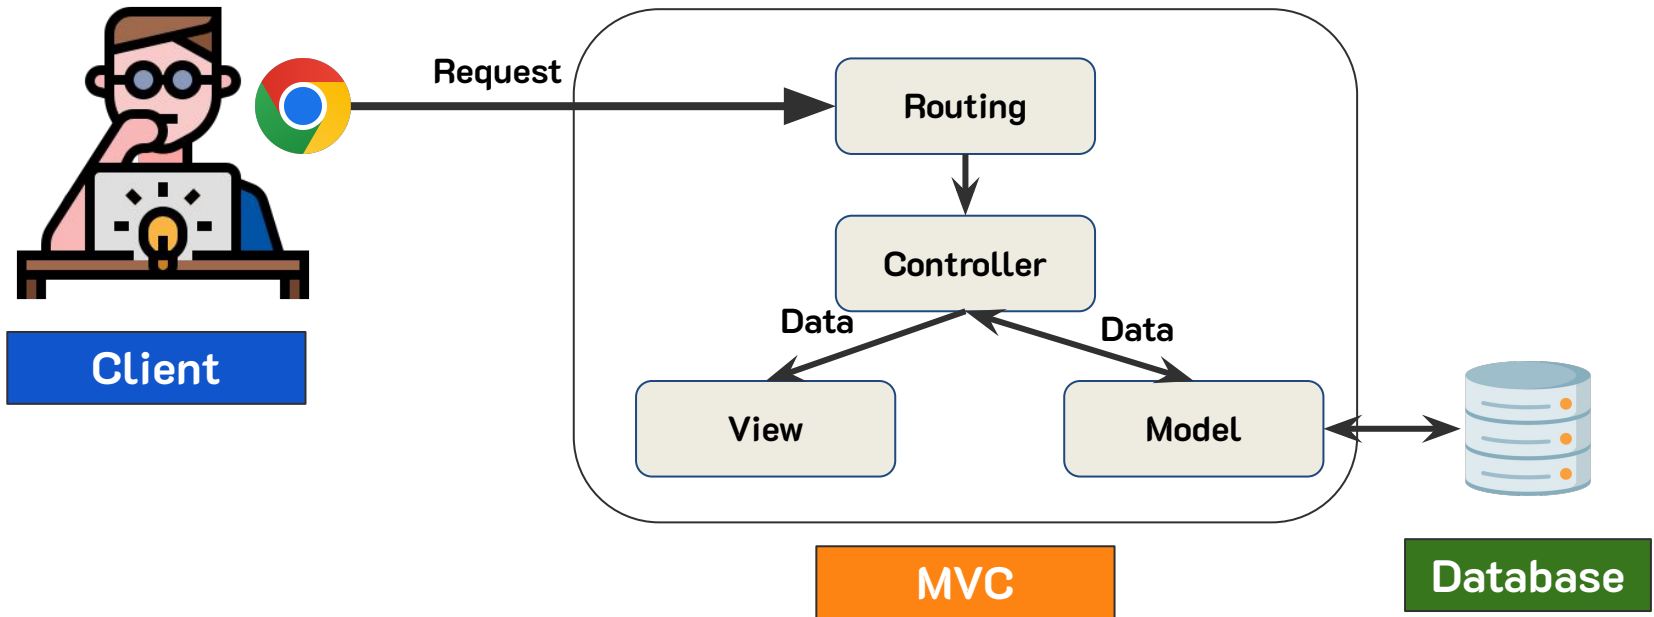 Request
Routing
Controller
Data
Data
Client
View
Model
MVC
Database